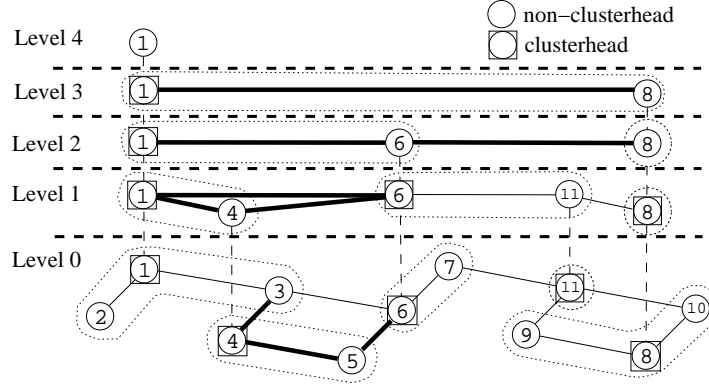 non-clusterhead
clusterhead
Level 4
1
Level 3
1 8
Level 2
1 6 8
Level 1
1 4 6 11 8
Level 0
1 3 7
2 6 11 10
4 5 9 8